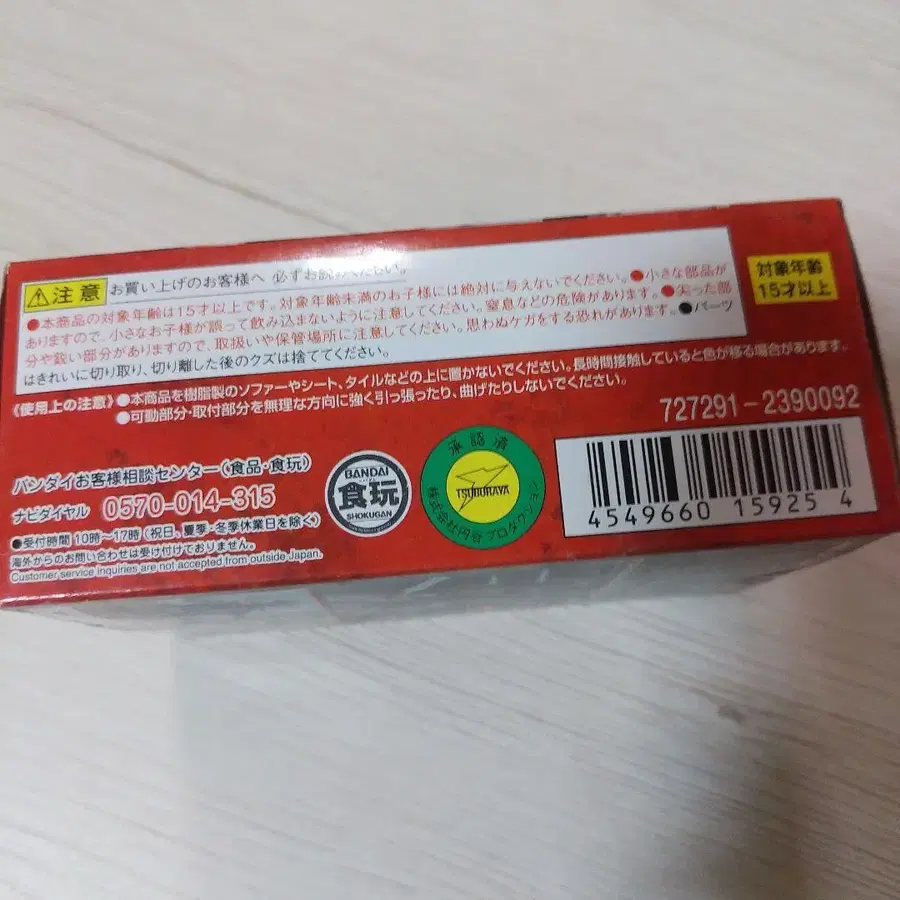 注意 お買い上げのお客様へ 必ずお読みください。
●本商品の対象年齢は15才以上です。対象年齢未満のお子様には絶対に与えないでください。●小さな部品が
ありますので、小さなお子様が誤って飲み込まないように注意してください。窒息などの危険があります。●尖った部
分や鋭い部分がありますので、取扱いや保管場所に注意してください。思わぬケガをする恐れがあります。●パーツ
はきれいに切り取り、切り離した後のクズは捨ててください。
対象年齢
15才以上
《使用上の注意》●本商品を樹脂製のソファーやシート、タイルなどの上に置かないでください。長時間接触していると色が移る場合があります。
●可動部分・取付部分を無理な方向に強く引っ張ったり、曲げたりしないでください。
727291-2390092
バンダイお客様相談センター(食品・食玩)
ナビダイヤル 0570-014-315
●受付時間 10時〜17時(祝日、夏季・冬季休業日を除く)
海外からのお問い合わせは受け付けておりません。
Customer service inquiries are not accepted from outside Japan.
BANDAI
食玩
SHOKUGAN
承認済
TSUBURAYA
株式会社円谷プロダクション
4549660 15925 4